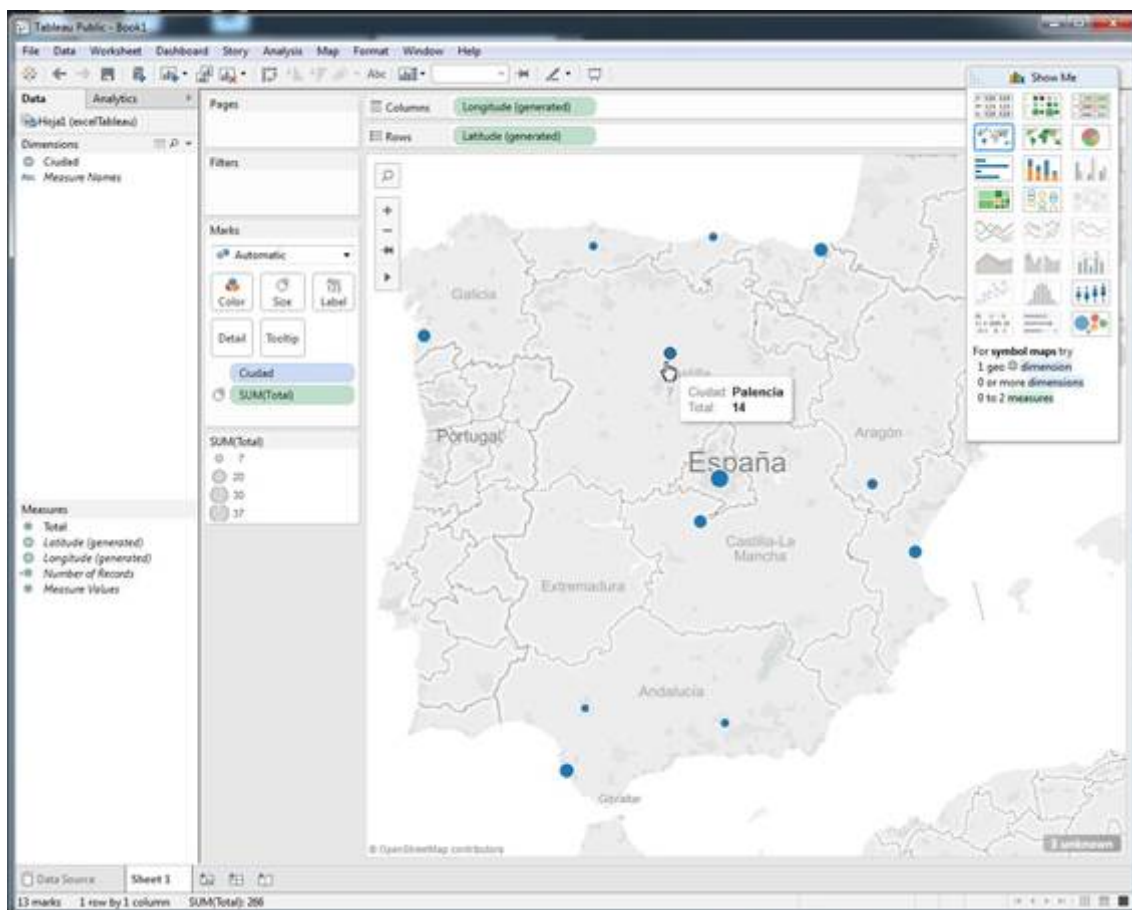 Tableau Public - Book1
File Data Worksheet Dashboard Story Analysis Map Format Window Help
Abc
Show Me
Data Analytics
Hoja1 (excelTableau)
Dimensions
Ciudad
Abc Measure Names
Measures
Total
Latitude (generated)
Longitude (generated)
Number of Records
Measure Values
Pages
Filters
Marks
Automatic
Color Size Label
Detail Tooltip
Ciudad
SUM(Total)
SUM(Total)
7
20
30
37
Columns Longitude (generated)
Rows Latitude (generated)
Galicia
Portugal
España
Aragón
Castilla-La
Mancha
Extremadura
Andalucía
Gibraltar
Ciudad: Palencia
Total: 14
© OpenStreetMap contributors
3 unknown
For symbol maps try
1 geo dimension
0 or more dimensions
0 to 2 measures
Data Source Sheet 1
13 marks 1 row by 1 column SUM(Total): 266